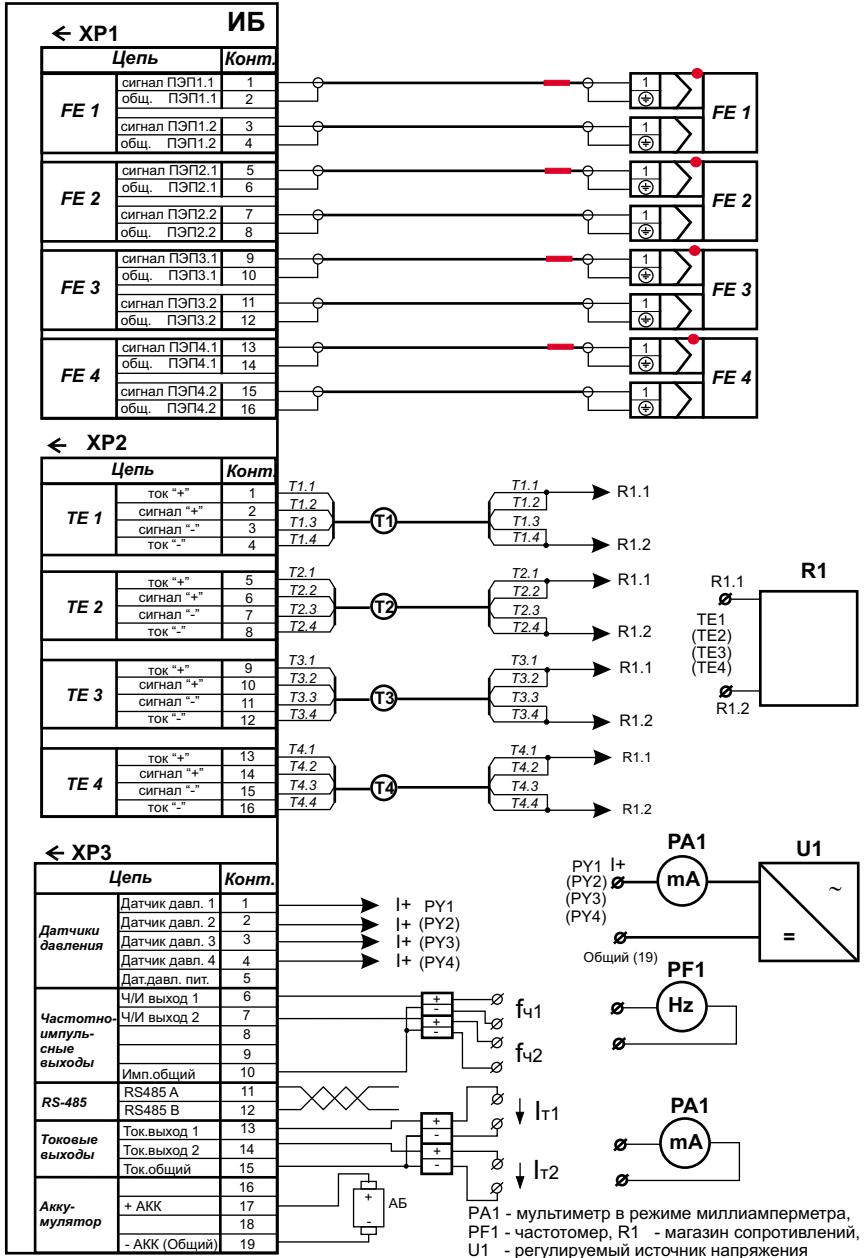 ИБ
← XP1
Цепь Конт.
FE 1
сигнал ПЭП1.1 1
общ. ПЭП1.1 2
сигнал ПЭП1.2 3
общ. ПЭП1.2 4
1
1
FE 1
FE 2
сигнал ПЭП2.1 5
общ. ПЭП2.1 6
сигнал ПЭП2.2 7
общ. ПЭП2.2 8
1
1
FE 2
FE 3
сигнал ПЭП3.1 9
общ. ПЭП3.1 10
сигнал ПЭП3.2 11
общ. ПЭП3.2 12
1
1
FE 3
FE 4
сигнал ПЭП4.1 13
общ. ПЭП4.1 14
сигнал ПЭП4.2 15
общ. ПЭП4.2 16
1
1
FE 4
← XP2
Цепь Конт.
TE 1
ток “+” 1 T1.1 T1.1 R1.1
сигнал “+” 2 T1.2 T1.2
сигнал “-” 3 T1.3 T1 T1.3
ток “-” 4 T1.4 T1.4 R1.2
TE 2
ток “+” 5 T2.1 T2.1 R1.1
сигнал “+” 6 T2.2 T2.2
сигнал “-” 7 T2.3 T2 T2.3
ток “-” 8 T2.4 T2.4 R1.2
TE 3
ток “+” 9 T3.1 T3.1 R1.1
сигнал “+” 10 T3.2 T3.2
сигнал “-” 11 T3.3 T3 T3.3
ток “-” 12 T3.4 T3.4 R1.2
TE 4
ток “+” 13 T4.1 T4.1 R1.1
сигнал “+” 14 T4.2 T4.2
сигнал “-” 15 T4.3 T4 T4.3
ток “-” 16 T4.4 T4.4 R1.2
R1
R1.1
TE1
(TE2)
(TE3)
(TE4)
R1.2
← XP3
Цепь Конт.
Датчики
давления
Датчик давл. 1 1 I+ PY1
Датчик давл. 2 2 I+ (PY2)
Датчик давл. 3 3 I+ (PY3)
Датчик давл. 4 4 I+ (PY4)
Дат.давл. пит. 5
Частотно-
импуль-
сные
выходы
Ч/И выход 1 6
Ч/И выход 2 7
8
9
Имп.общий 10
+
-
+
-
fч1
fч2
RS-485
RS485 A 11
RS485 B 12
Токовые
выходы
Ток.выход 1 13
Ток.выход 2 14
Ток.общий 15
+
-
+
-
Iт1
Iт2
Акку-
мулятор
16
+ АКК 17
18
- АКК (Общий) 19
+
-
АБ
PA1
U1
PY1 I+
(PY2)
(PY3)
(PY4)
mA
~
=
Общий (19)
PF1
Hz
PA1
mA
PA1 - мультиметр в режиме миллиамперметра,
PF1 - частотомер, R1 - магазин сопротивлений,
U1 - регулируемый источник напряжения